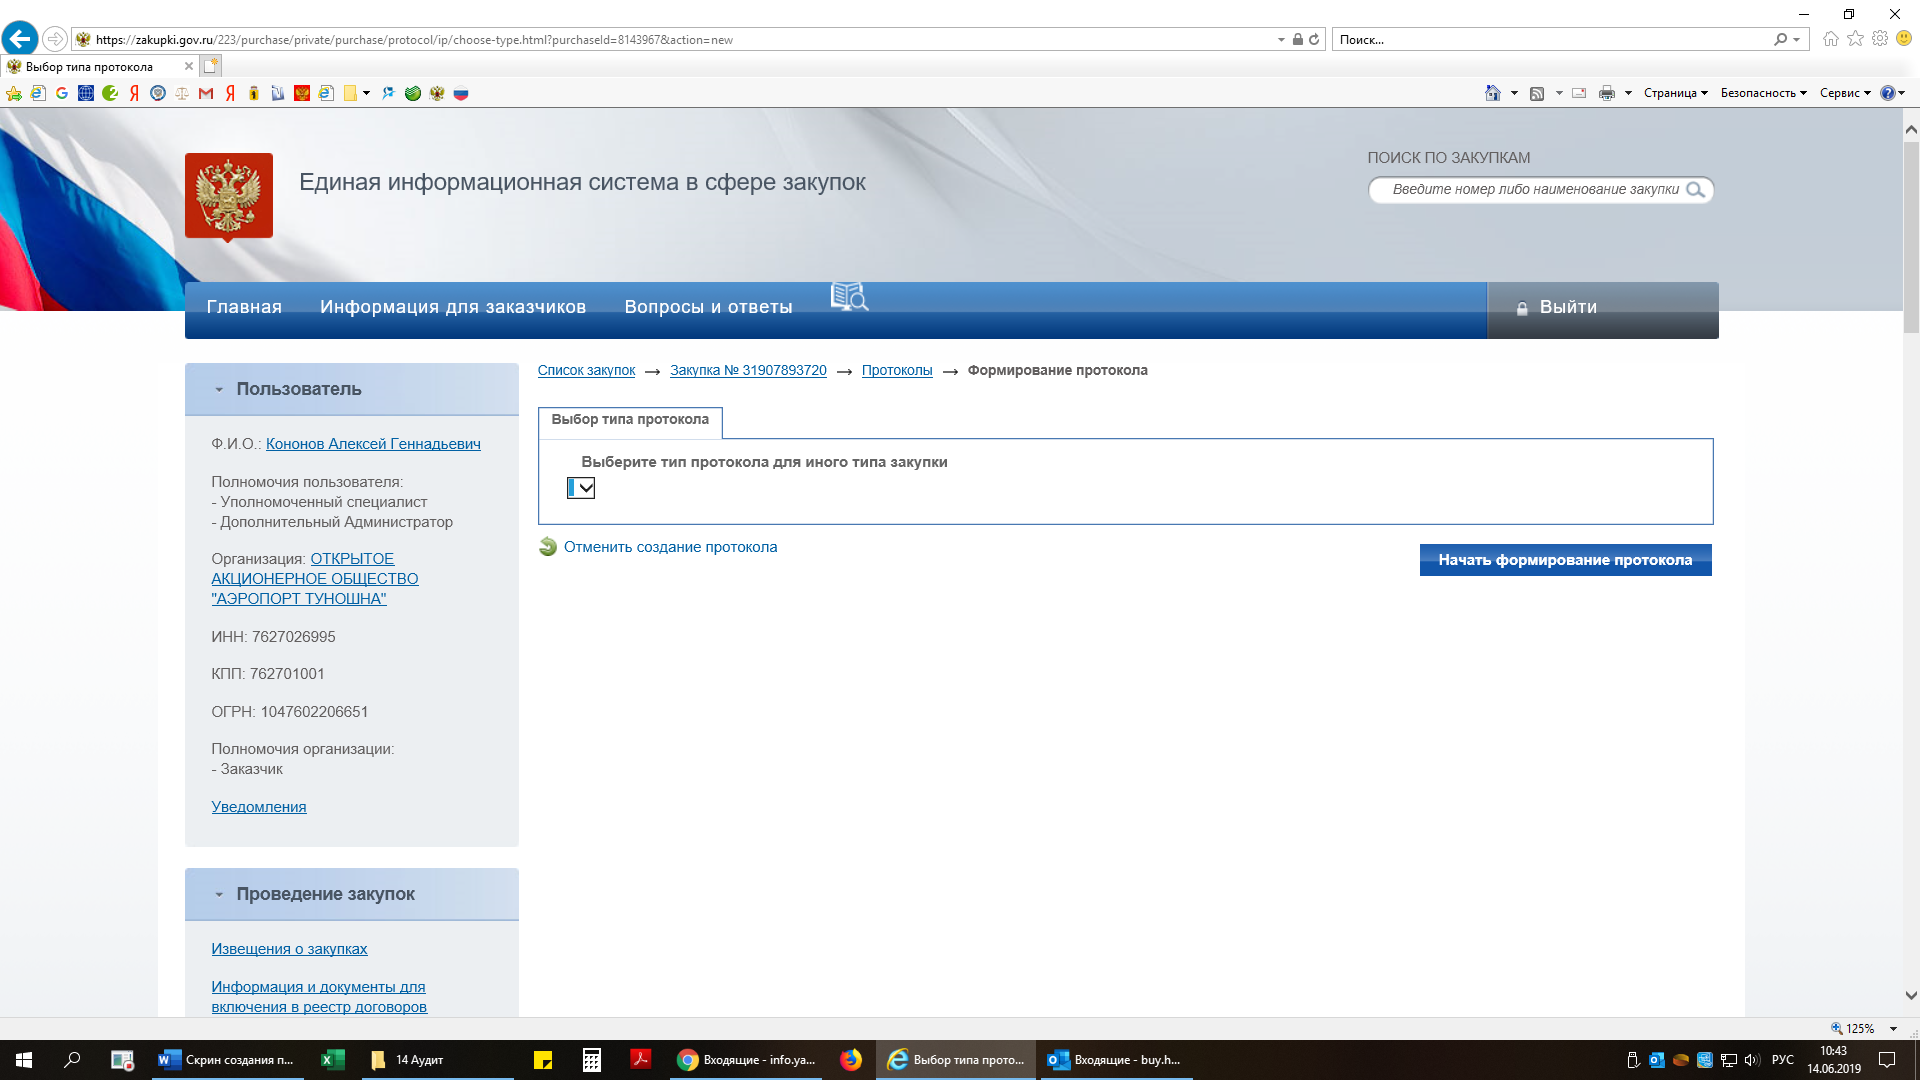 https://zakupki.gov.ru/223/purchase/private/purchase/protocol/ip/choose-type.html?purchaseId=8143967&action=new
Поиск...
Выбор типа протокола
Страница
Безопасность
Сервис
Единая информационная система в сфере закупок
ПОИСК ПО ЗАКУПКАМ
Введите номер либо наименование закупки
Главная
Информация для заказчиков
Вопросы и ответы
Выйти
Пользователь
Ф.И.О.: Кононов Алексей Геннадьевич
Полномочия пользователя:
- Уполномоченный специалист
- Дополнительный Администратор
Организация: ОТКРЫТОЕ
АКЦИОНЕРНОЕ ОБЩЕСТВО
"АЭРОПОРТ ТУНОШНА"
ИНН: 7627026995
КПП: 762701001
ОГРН: 1047602206651
Полномочия организации:
- Заказчик
Уведомления
Проведение закупок
Извещения о закупках
Информация и документы для
включения в реестр договоров
Список закупок → Закупка № 31907893720 → Протоколы → Формирование протокола
Выбор типа протокола
Выберите тип протокола для иного типа закупки
Отменить создание протокола
Начать формирование протокола
125%
Скрин создания п...
14 Аудит
Входящие - info.ya...
Выбор типа прото...
Входящие - buy.h...
РУС
10:43
14.06.2019